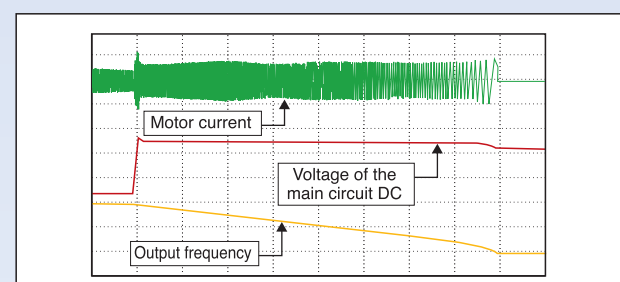 Motor current
Voltage of the
main circuit DC
Output frequency